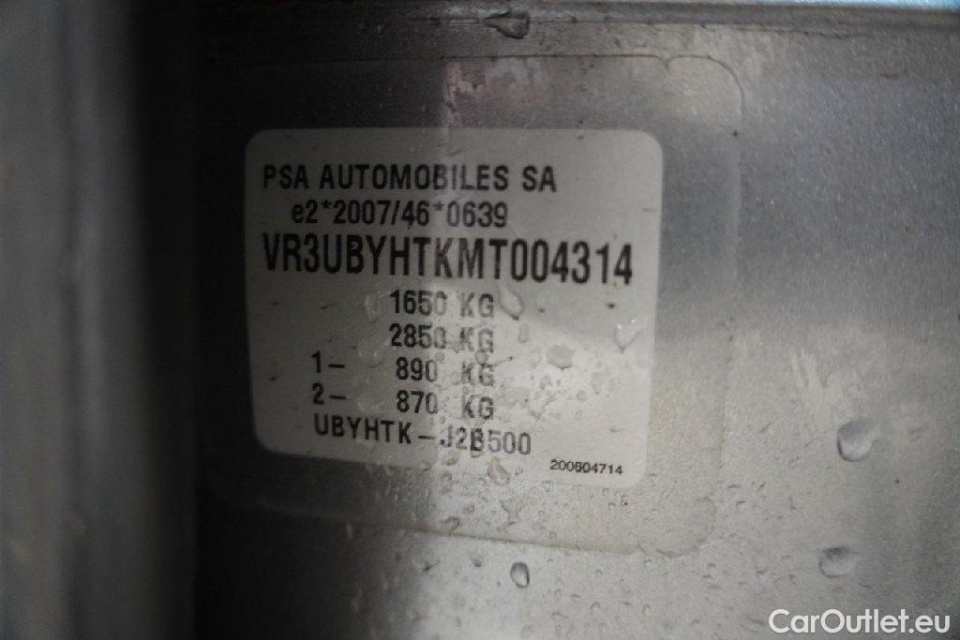 PSA AUTOMOBILES SA
e2*2007/46*0639
VR3UBYHTKMT004314
1650 KG
2850 KG
1- 890 KG
2- 870 KG
UBYHTK-J2B500
200604714
CarOutlet.eu